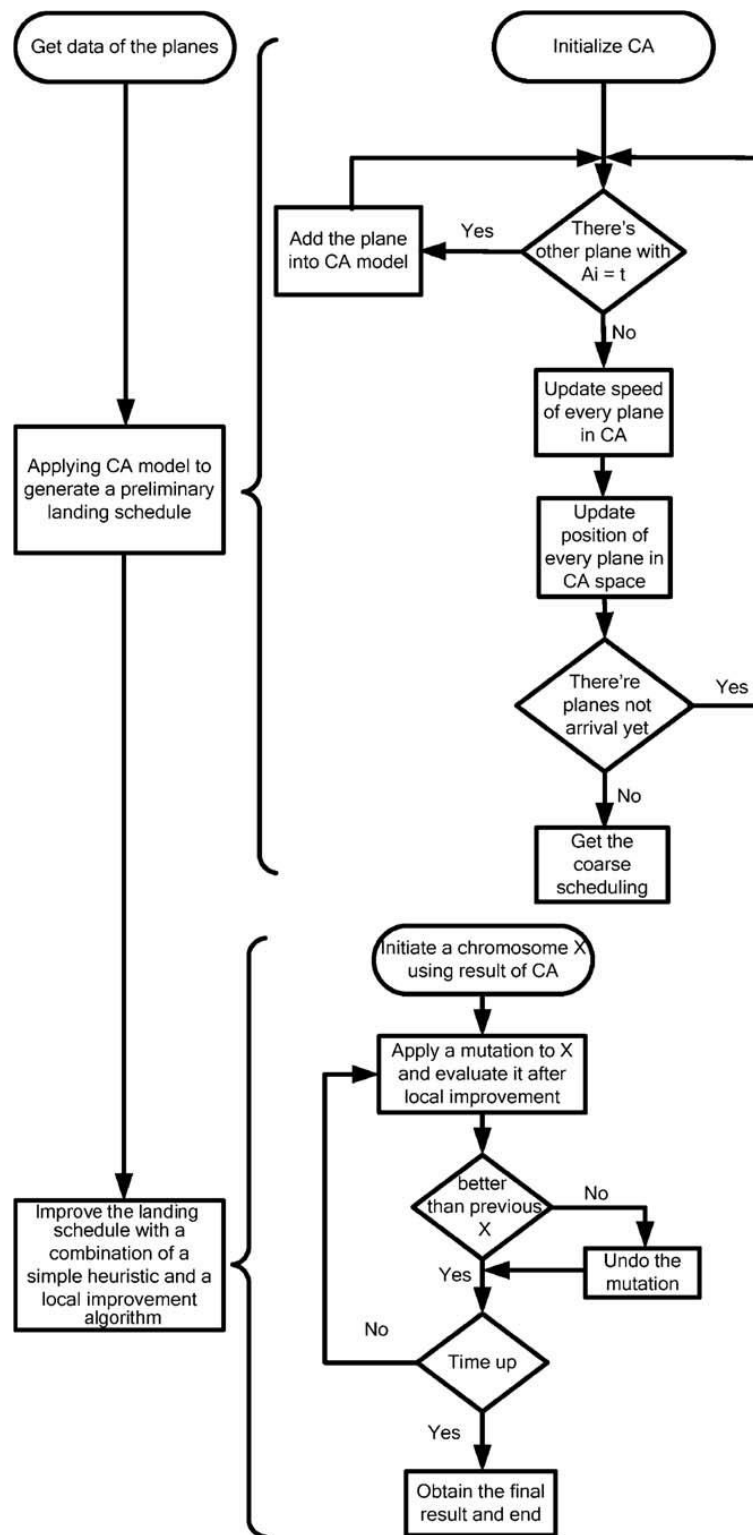 Get data of the planes
Applying CA model to
generate a preliminary
landing schedule
Improve the landing
schedule with a
combination of a
simple heuristic and a
local improvement
algorithm
Initialize CA
There's
other plane with
Ai = t
Yes
Add the plane
into CA model
No
Update speed
of every plane
in CA
Update
position of
every plane in
CA space
There're
planes not
arrival yet
Yes
No
Get the
coarse
scheduling
Initiate a chromosome X
using result of CA
Apply a mutation to X
and evaluate it after
local improvement
better
than previous
X
No
Undo the
mutation
Yes
Time up
No
Yes
Obtain the final
result and end